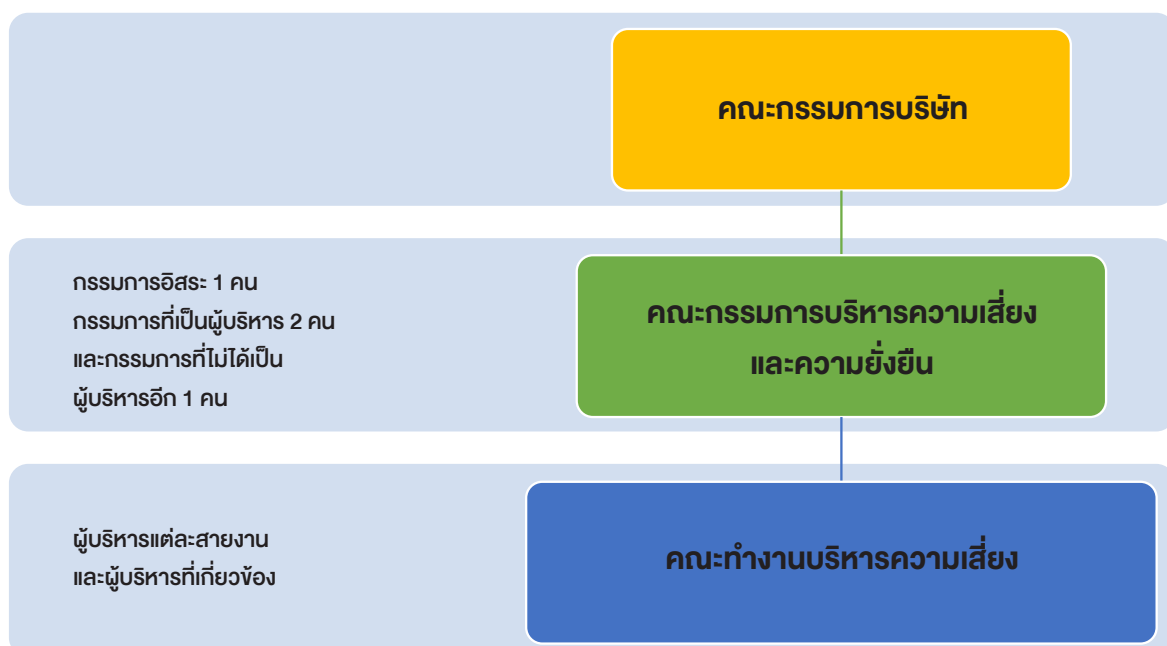 คณะกรรมการบริษัท
กรรมการอิสระ 1 คน
กรรมการที่เป็นผู้บริหาร 2 คน
และกรรมการที่ไม่ได้เป็น
ผู้บริหารอีก 1 คน
คณะกรรมการบริหารความเสี่ยง
และความยั่งยืน
ผู้บริหารแต่ละสายงาน
และผู้บริหารที่เกี่ยวข้อง
คณะทำงานบริหารความเสี่ยง